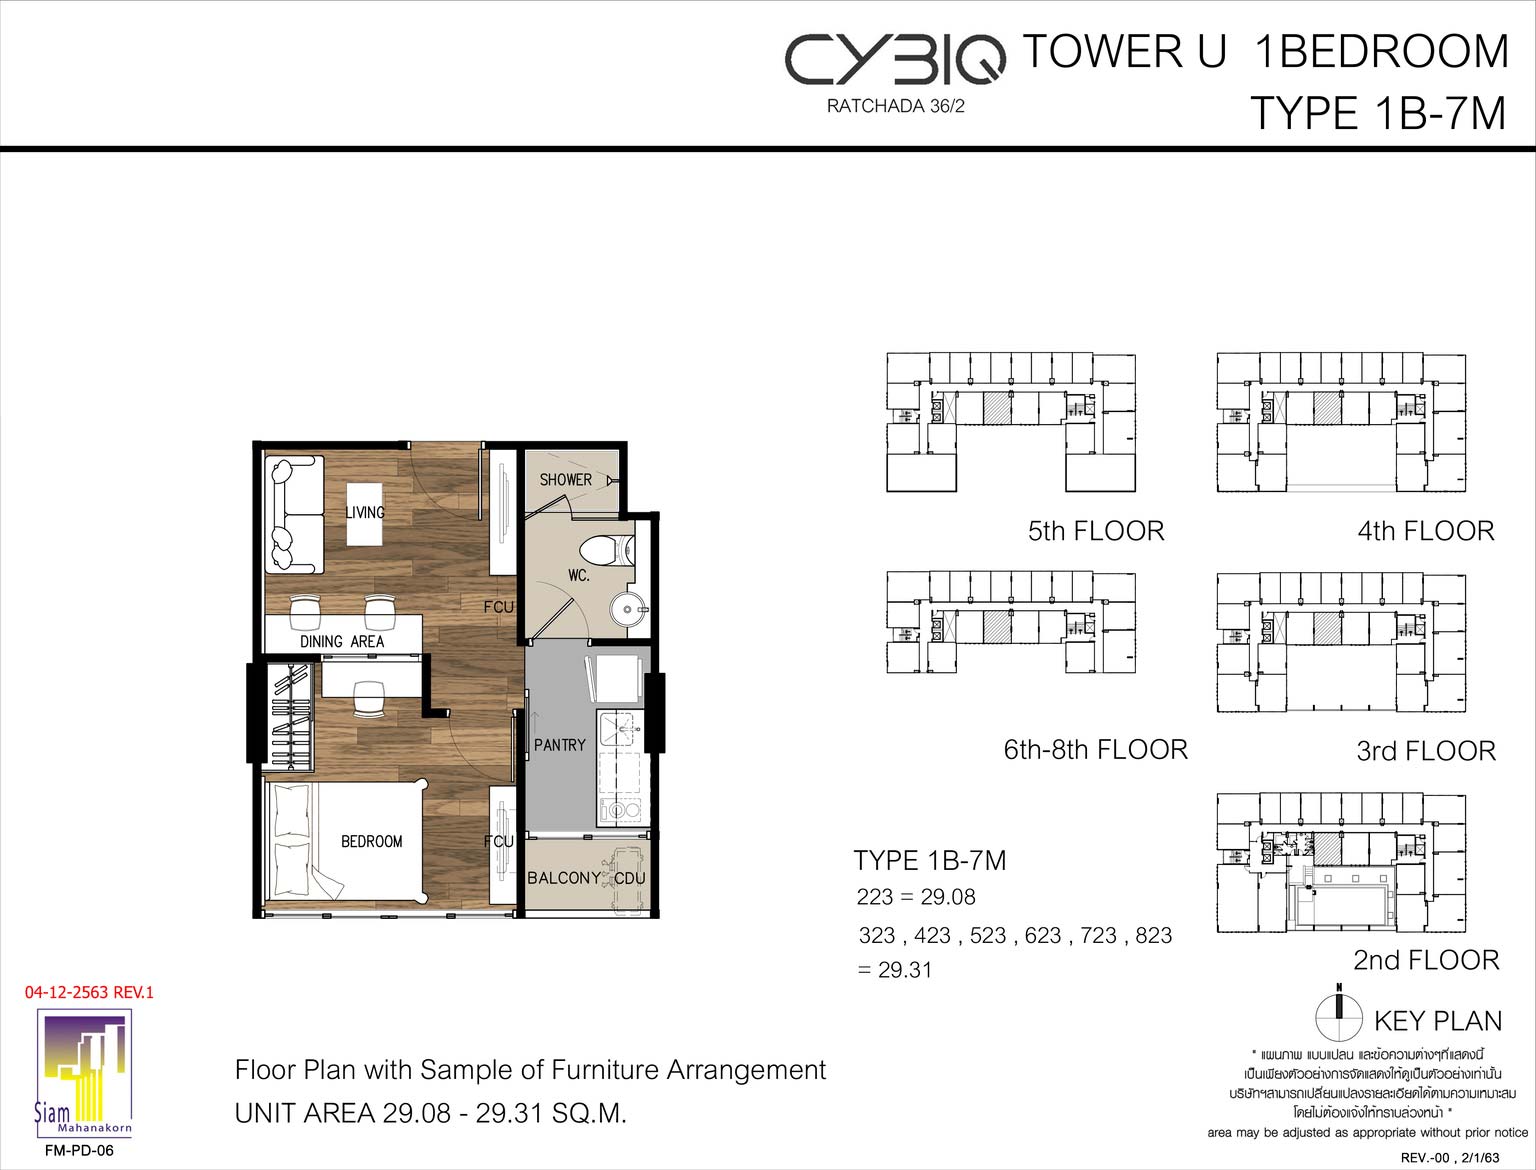 CYBIQ
RATCHADA 36/2
TOWER U 1BEDROOM
TYPE 1B-7M
SHOWER
LIVING
WC.
FCU
DINING AREA
PANTRY
BEDROOM
FCU
BALCONY
CDU
5th FLOOR
4th FLOOR
6th-8th FLOOR
3rd FLOOR
2nd FLOOR
TYPE 1B-7M
223 = 29.08
323 , 423 , 523 , 623 , 723 , 823
= 29.31
N
KEY PLAN
* แผนภาพ แบบแปลน และข้อความต่างๆที่แสดงนี้
เป็นเพียงตัวอย่างการจัดแสดงให้ดูเป็นตัวอย่างเท่านั้น
บริษัทฯสามารถเปลี่ยนแปลงรายละเอียดได้ตามความเหมาะสม
โดยไม่ต้องแจ้งให้ทราบล่วงหน้า *
area may be adjusted as appropriate without prior notice
REV.-00 , 2/1/63
04-12-2563 REV.1
Siam
Mahanakorn
FM-PD-06
Floor Plan with Sample of Furniture Arrangement
UNIT AREA 29.08 - 29.31 SQ.M.